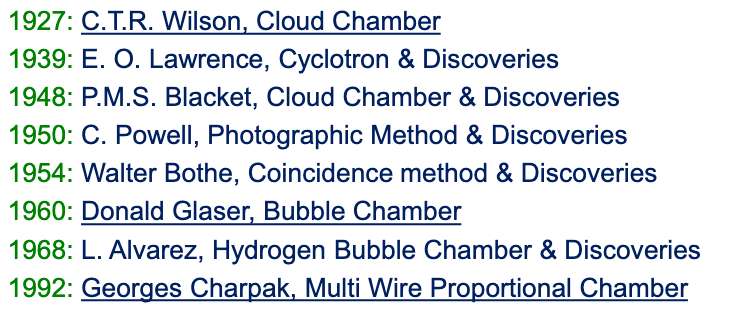 1927: C.T.R. Wilson, Cloud Chamber
1939: E. O. Lawrence, Cyclotron & Discoveries
1948: P.M.S. Blacket, Cloud Chamber & Discoveries
1950: C. Powell, Photographic Method & Discoveries
1954: Walter Bothe, Coincidence method & Discoveries
1960: Donald Glaser, Bubble Chamber
1968: L. Alvarez, Hydrogen Bubble Chamber & Discoveries
1992: Georges Charpak, Multi Wire Proportional Chamber